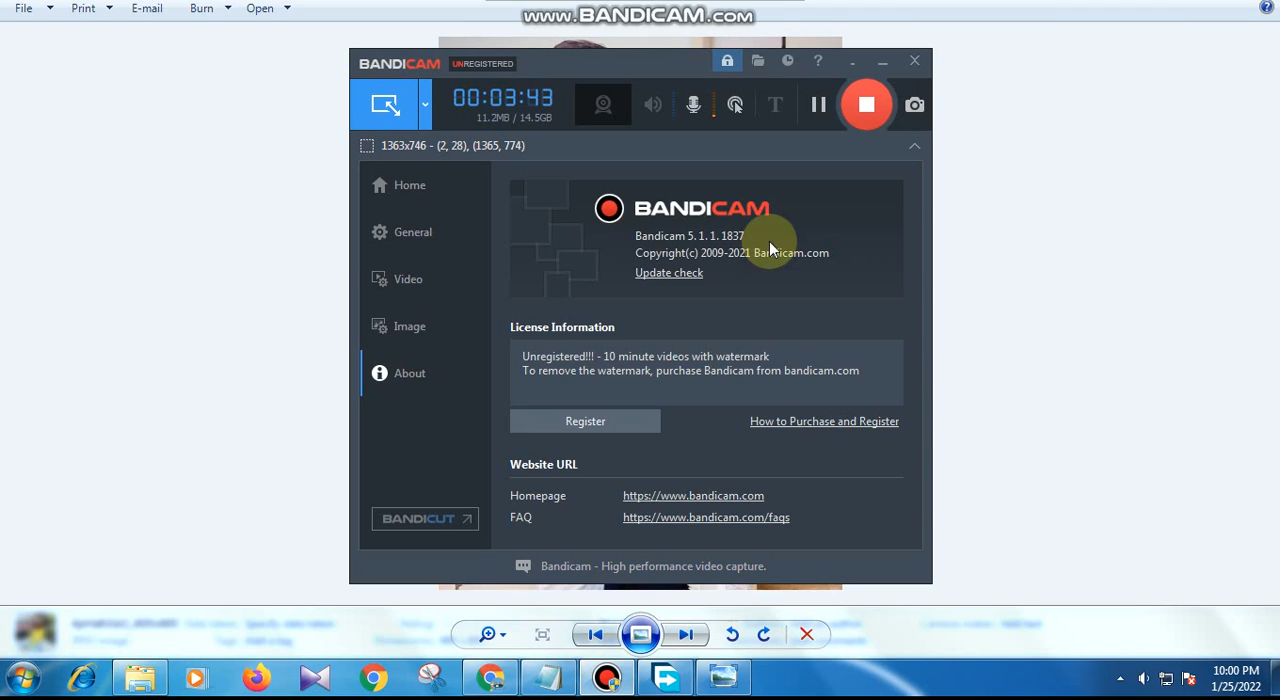 File Print E-mail Burn Open
www.BANDICAM.com
BANDICAM UNREGISTERED
00:03:43
11.2MB / 14.5GB
1363x746 - (2, 28), (1365, 774)
Home
General
Video
Image
About
BANDICUT
BANDICAM
Bandicam 5.1.1.1837
Copyright(c) 2009-2021 Bandicam.com
Update check
License Information
Unregistered!!! - 10 minute videos with watermark
To remove the watermark, purchase Bandicam from bandicam.com
Register How to Purchase and Register
Website URL
Homepage https://www.bandicam.com
FAQ https://www.bandicam.com/faqs
Bandicam - High performance video capture.
10:00 PM
1/25/2022